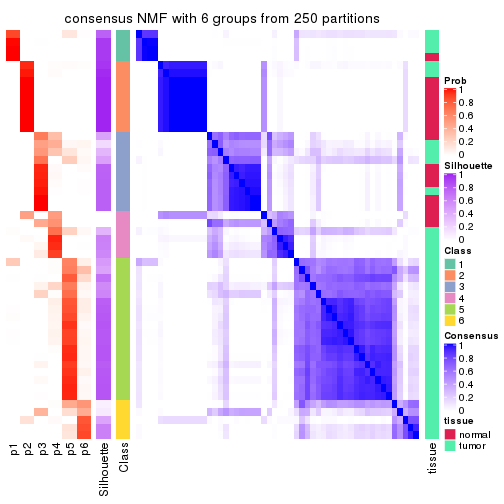 consensus NMF with 6 groups from 250 partitions
Prob
1
0.8
0.6
0.4
0.2
0
Silhouette
1
0.8
0.6
0.4
0.2
0
Class
1
2
3
4
5
6
Consensus
1
0.8
0.6
0.4
0.2
0
tissue
normal
tumor
p1
p2
p3
p4
p5
p6
Silhouette
Class
tissue